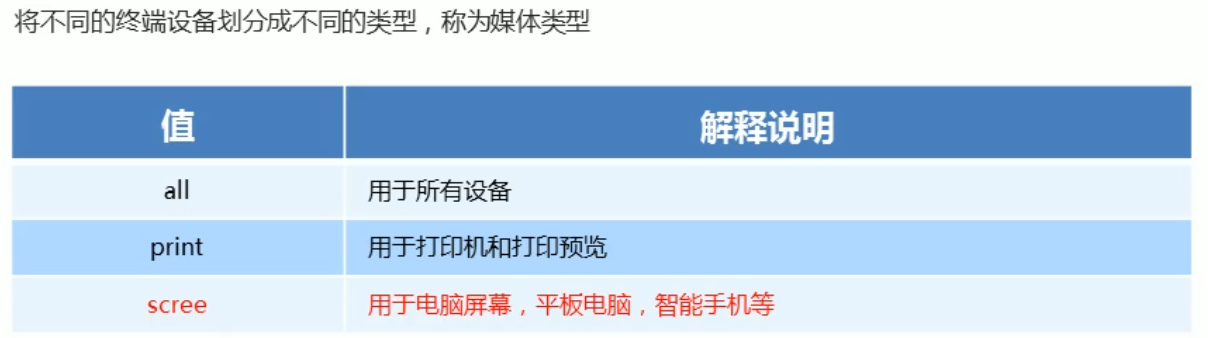 将不同的终端设备划分成不同的类型，称为媒体类型
值 解释说明
all 用于所有设备
print 用于打印机和打印预览
scree 用于电脑屏幕，平板电脑，智能手机等